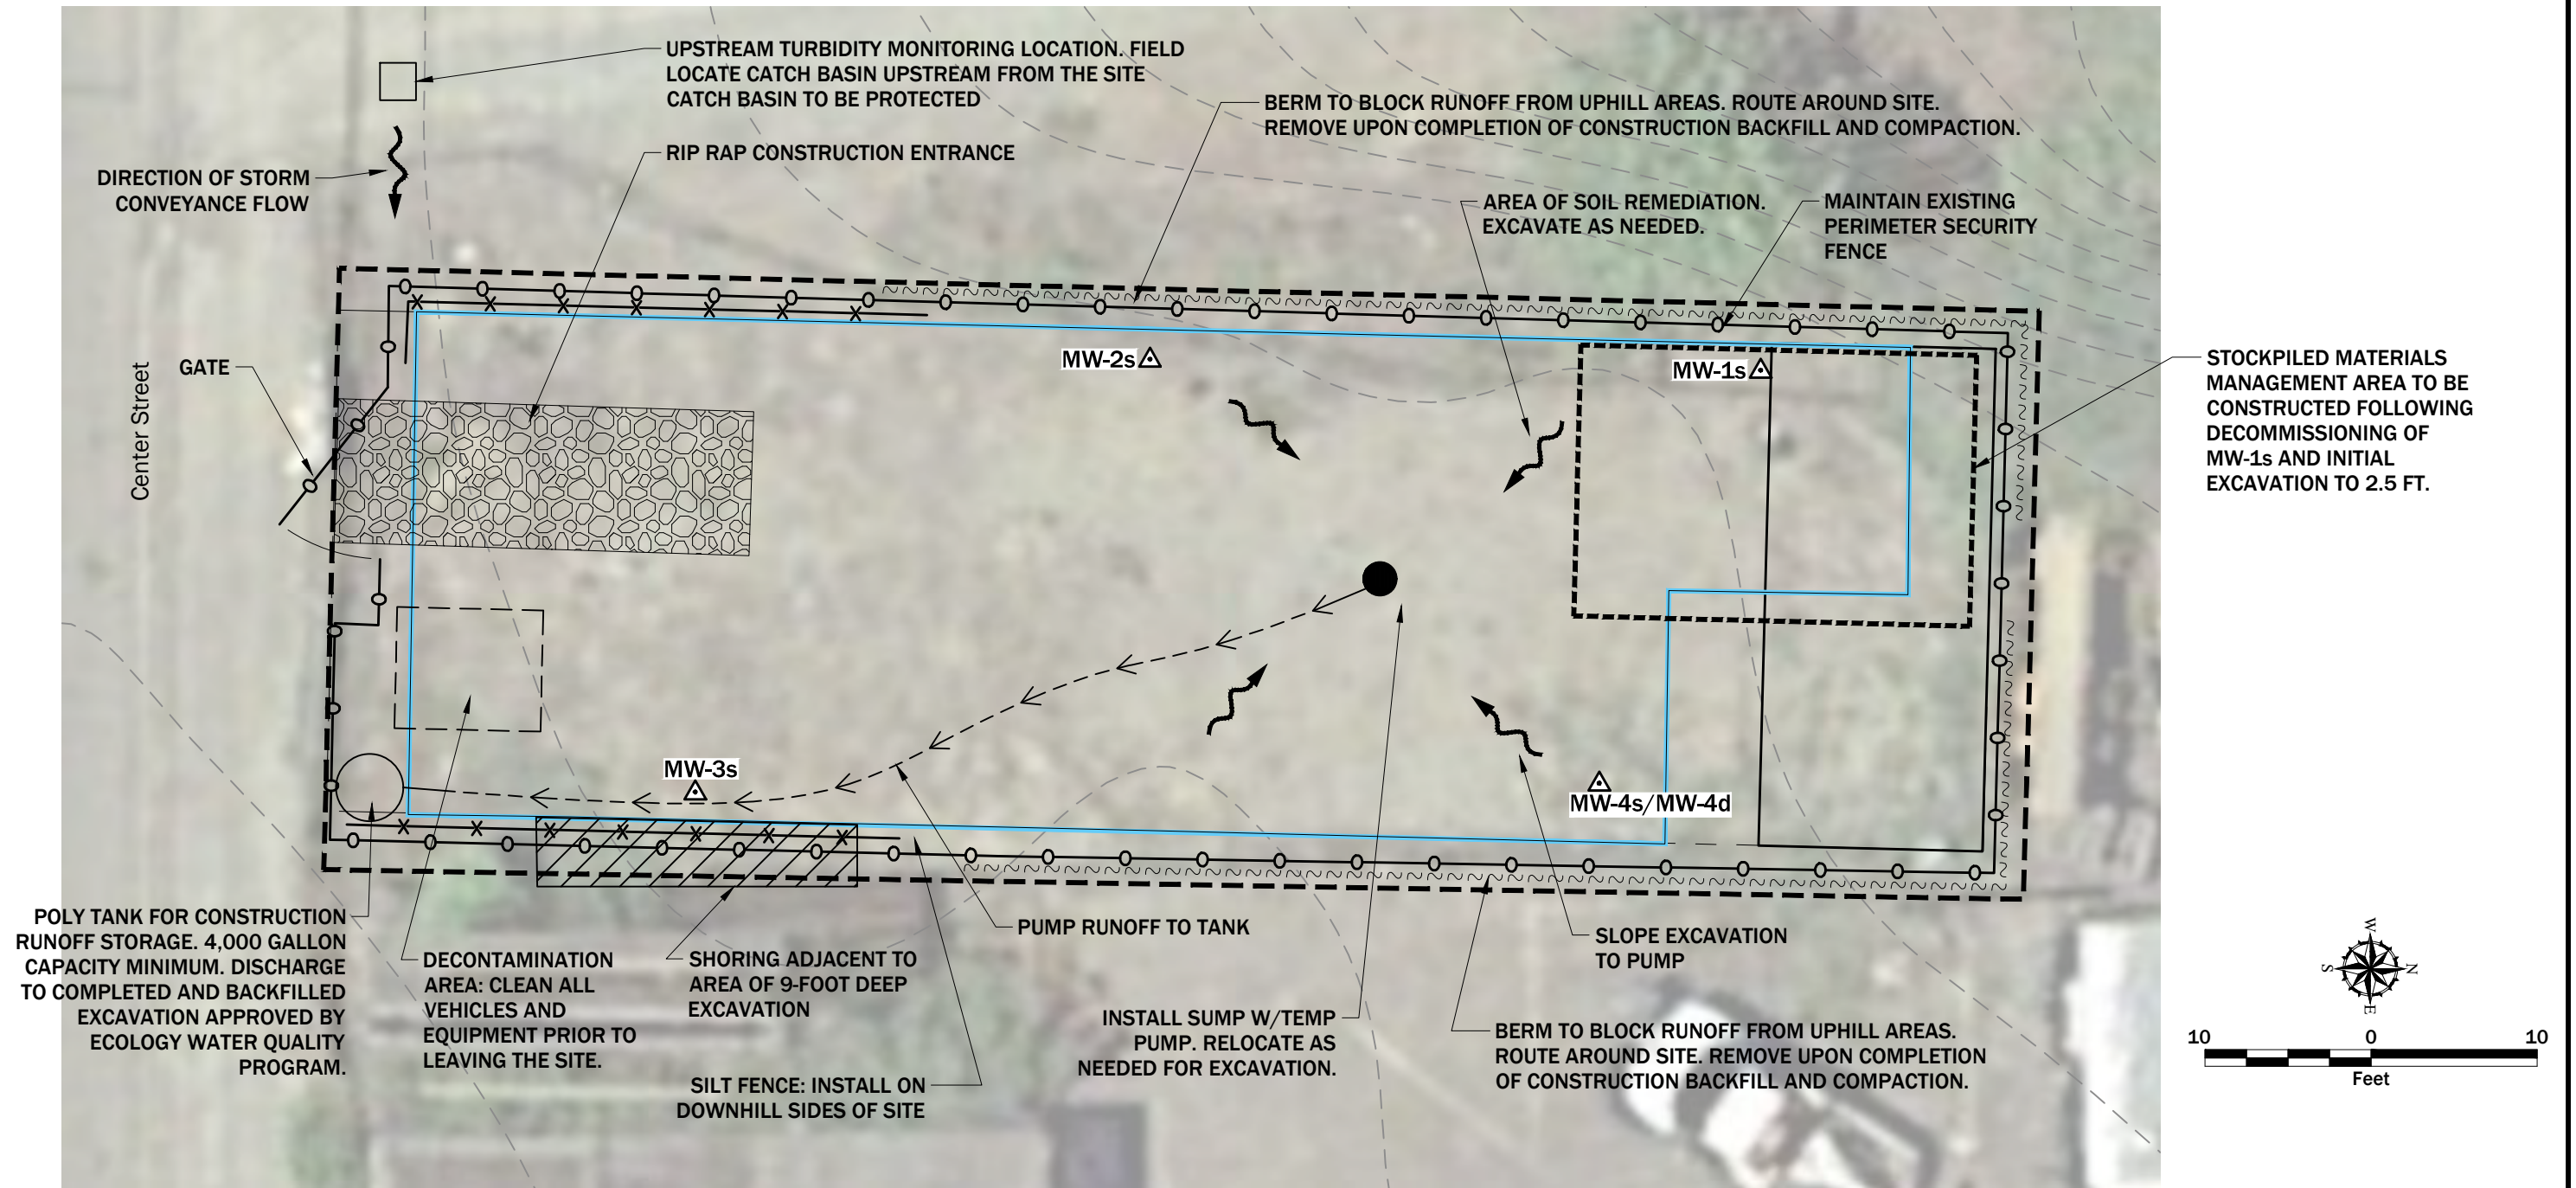 UPSTREAM TURBIDITY MONITORING LOCATION. FIELD
LOCATE CATCH BASIN UPSTREAM FROM THE SITE
CATCH BASIN TO BE PROTECTED
BERM TO BLOCK RUNOFF FROM UPHILL AREAS. ROUTE AROUND SITE.
REMOVE UPON COMPLETION OF CONSTRUCTION BACKFILL AND COMPACTION.
RIP RAP CONSTRUCTION ENTRANCE
DIRECTION OF STORM
CONVEYANCE FLOW
AREA OF SOIL REMEDIATION.
EXCAVATE AS NEEDED.
MAINTAIN EXISTING
PERIMETER SECURITY
FENCE
GATE
Center Street
MW-2s
MW-1s
STOCKPILED MATERIALS
MANAGEMENT AREA TO BE
CONSTRUCTED FOLLOWING
DECOMMISSIONING OF
MW-1s AND INITIAL
EXCAVATION TO 2.5 FT.
MW-3s
MW-4s/MW-4d
POLY TANK FOR CONSTRUCTION
RUNOFF STORAGE. 4,000 GALLON
CAPACITY MINIMUM. DISCHARGE
TO COMPLETED AND BACKFILLED
EXCAVATION APPROVED BY
ECOLOGY WATER QUALITY
PROGRAM.
DECONTAMINATION
AREA: CLEAN ALL
VEHICLES AND
EQUIPMENT PRIOR TO
LEAVING THE SITE.
SHORING ADJACENT TO
AREA OF 9-FOOT DEEP
EXCAVATION
SILT FENCE: INSTALL ON
DOWNHILL SIDES OF SITE
PUMP RUNOFF TO TANK
INSTALL SUMP W/TEMP
PUMP. RELOCATE AS
NEEDED FOR EXCAVATION.
SLOPE EXCAVATION
TO PUMP
BERM TO BLOCK RUNOFF FROM UPHILL AREAS.
ROUTE AROUND SITE. REMOVE UPON COMPLETION
OF CONSTRUCTION BACKFILL AND COMPACTION.
W
S
N
E
10 0 10
Feet